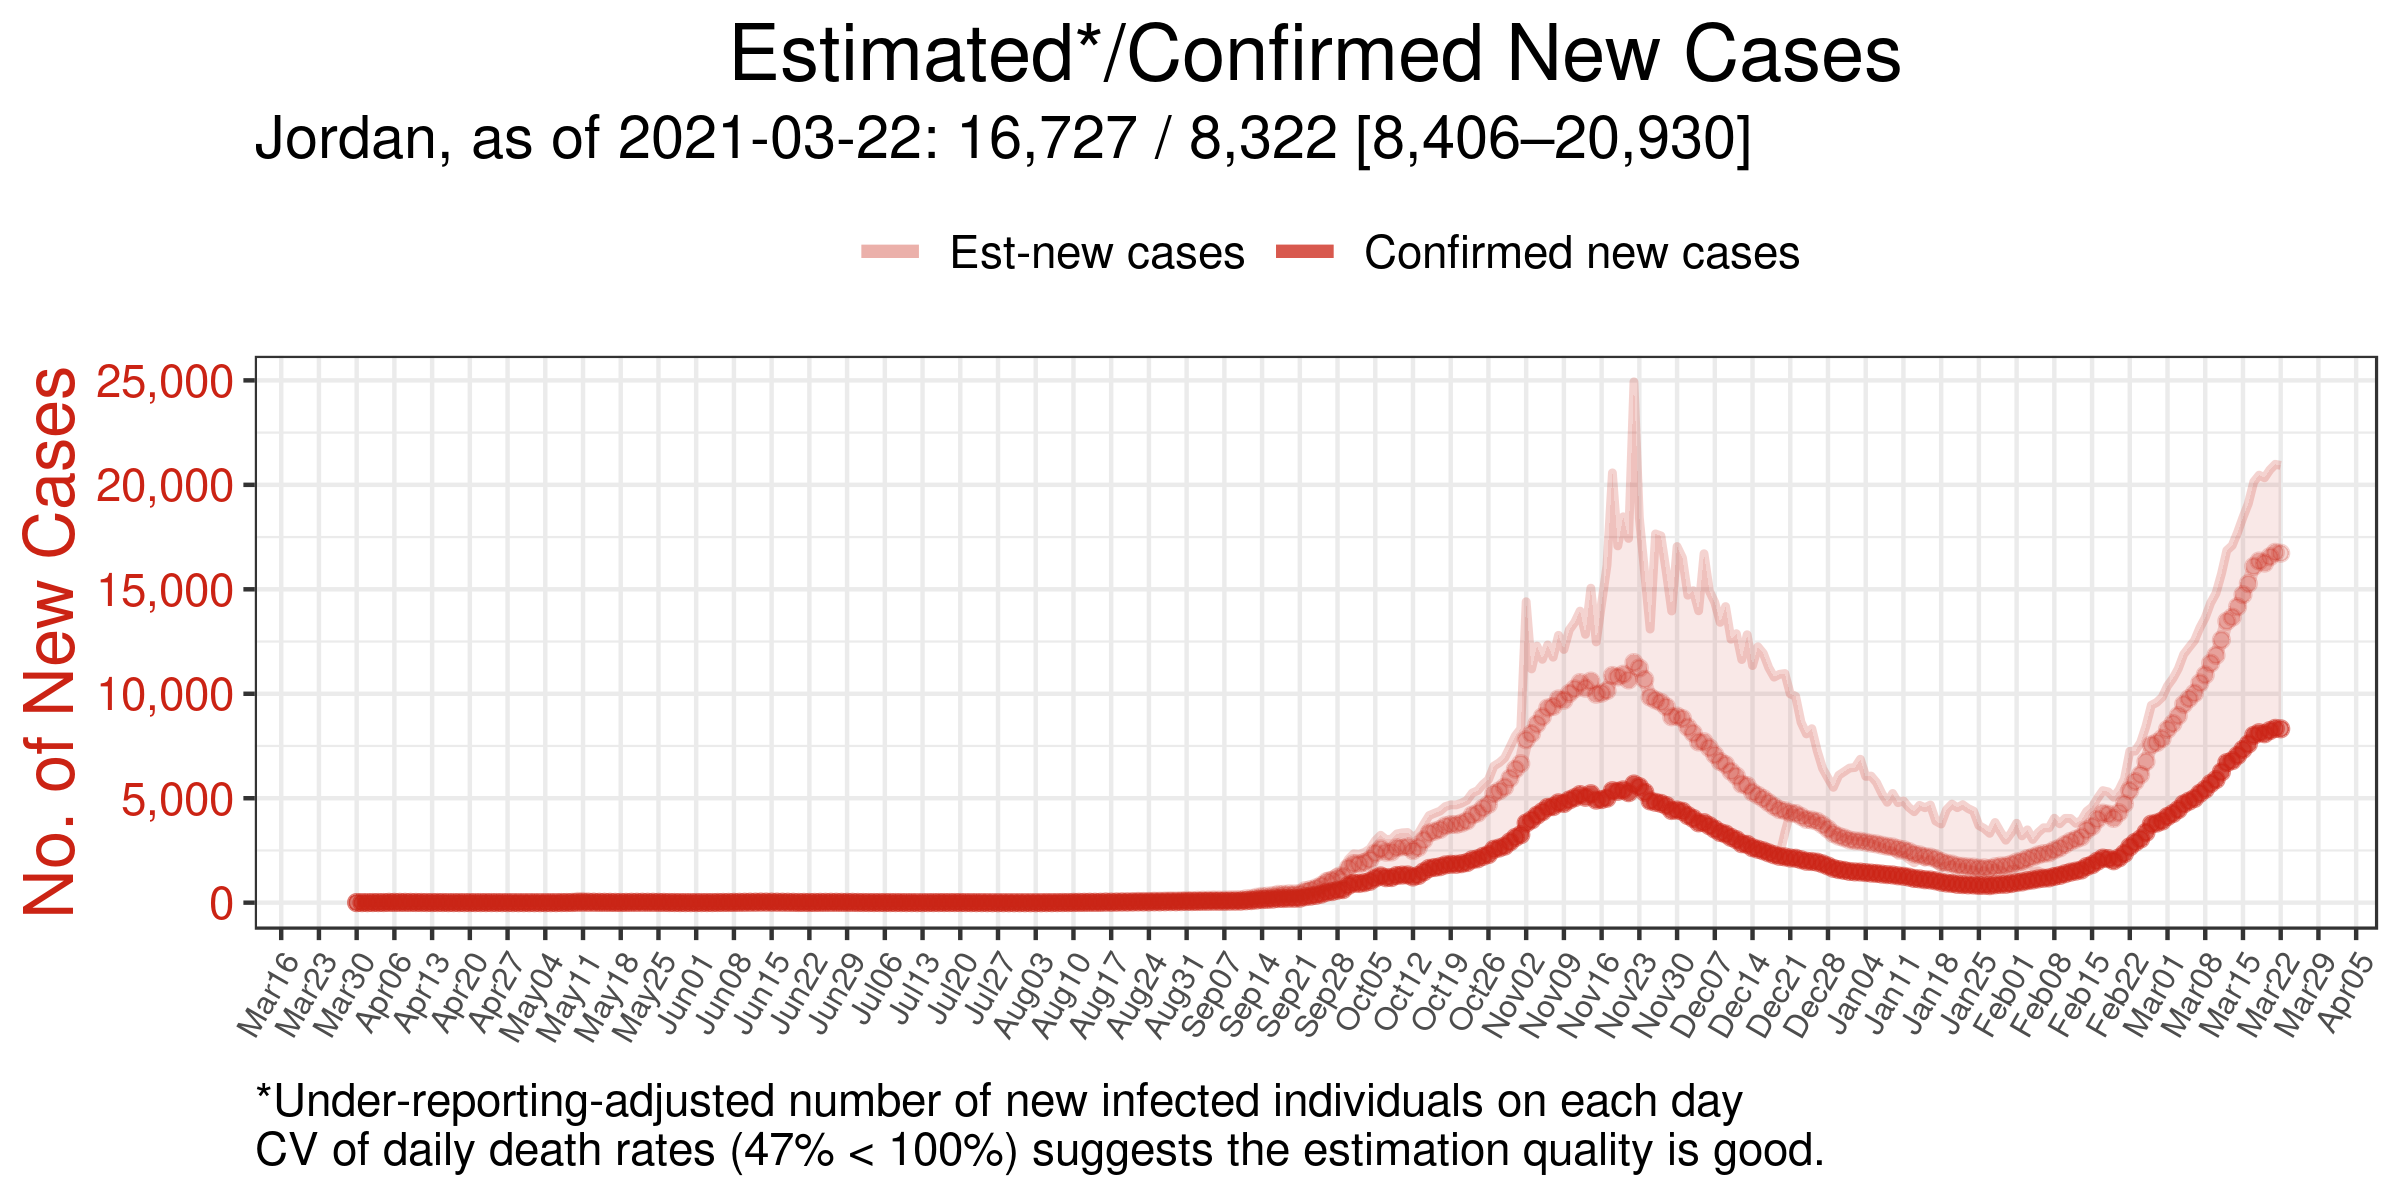 Estimated*/Confirmed New Cases
Jordan, as of 2021-03-22: 16,727 / 8,322 [8,406–20,930]
Est-new cases Confirmed new cases
No. of New Cases
25,000
20,000
15,000
10,000
5,000
0
Mar16 Mar23 Mar30 Apr06 Apr13 Apr20 Apr27 May04 May11 May18 May25 Jun01 Jun08 Jun15 Jun22 Jun29 Jul06 Jul13 Jul20 Jul27 Aug03 Aug10 Aug17 Aug24 Aug31 Sep07 Sep14 Sep21 Sep28 Oct05 Oct12 Oct19 Oct26 Nov02 Nov09 Nov16 Nov23 Nov30 Dec07 Dec14 Dec21 Dec28 Jan04 Jan11 Jan18 Jan25 Feb01 Feb08 Feb15 Feb22 Mar01 Mar08 Mar15 Mar22 Mar29 Apr05
*Under-reporting-adjusted number of new infected individuals on each day
CV of daily death rates (47% < 100%) suggests the estimation quality is good.